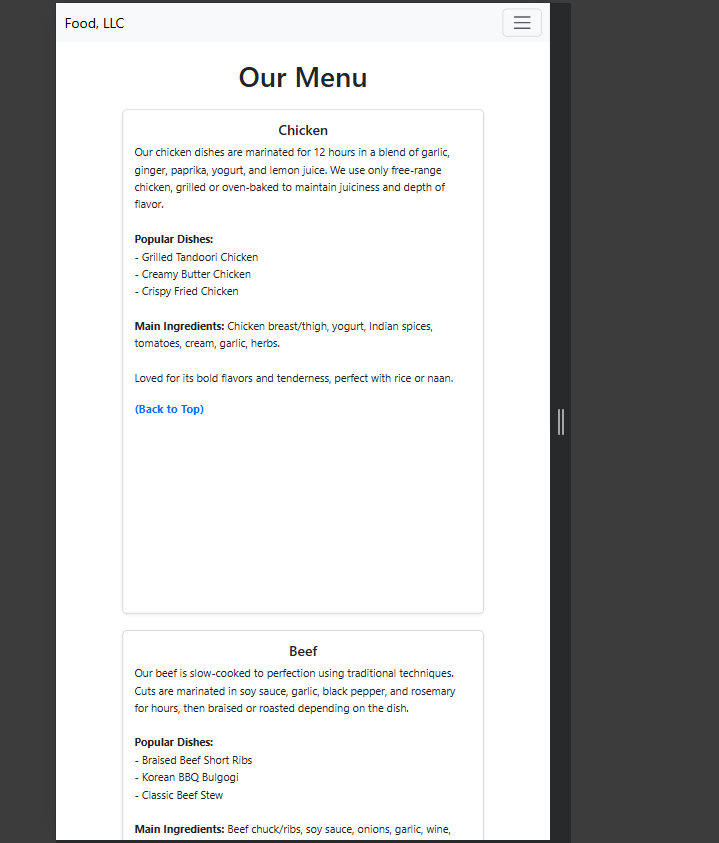 Food, LLC
Our Menu
Chicken
Our chicken dishes are marinated for 12 hours in a blend of garlic,
ginger, paprika, yogurt, and lemon juice. We use only free-range
chicken, grilled or oven-baked to maintain juiciness and depth of
flavor.
Popular Dishes:
- Grilled Tandoori Chicken
- Creamy Butter Chicken
- Crispy Fried Chicken
Main Ingredients: Chicken breast/thigh, yogurt, Indian spices,
tomatoes, cream, garlic, herbs.
Loved for its bold flavors and tenderness, perfect with rice or naan.
(Back to Top)
Beef
Our beef is slow-cooked to perfection using traditional techniques.
Cuts are marinated in soy sauce, garlic, black pepper, and rosemary
for hours, then braised or roasted depending on the dish.
Popular Dishes:
- Braised Beef Short Ribs
- Korean BBQ Bulgogi
- Classic Beef Stew
Main Ingredients: Beef chuck/ribs, soy sauce, onions, garlic, wine,